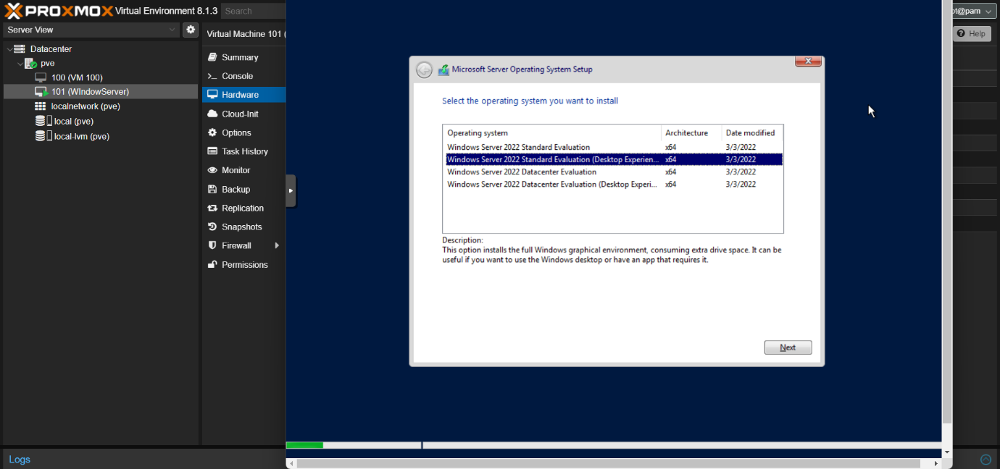 PROXMOX Virtual Environment 8.1.3 Search
Server View
Datacenter
pve
100 (VM 100)
101 (WIndowServer)
localnetwork (pve)
local (pve)
local-lvm (pve)
Virtual Machine 101 (
Summary
>_ Console
Hardware
Cloud-Init
Options
Task History
Monitor
Backup
Replication
Snapshots
Firewall
Permissions
Microsoft Server Operating System Setup
Select the operating system you want to install
Operating system Architecture Date modified
Windows Server 2022 Standard Evaluation x64 3/3/2022
Windows Server 2022 Standard Evaluation (Desktop Experien... x64 3/3/2022
Windows Server 2022 Datacenter Evaluation x64 3/3/2022
Windows Server 2022 Datacenter Evaluation (Desktop Experi... x64 3/3/2022
Description:
This option installs the full Windows graphical environment, consuming extra drive space. It can be
useful if you want to use the Windows desktop or have an app that requires it.
Next
t@pam
Help
Logs